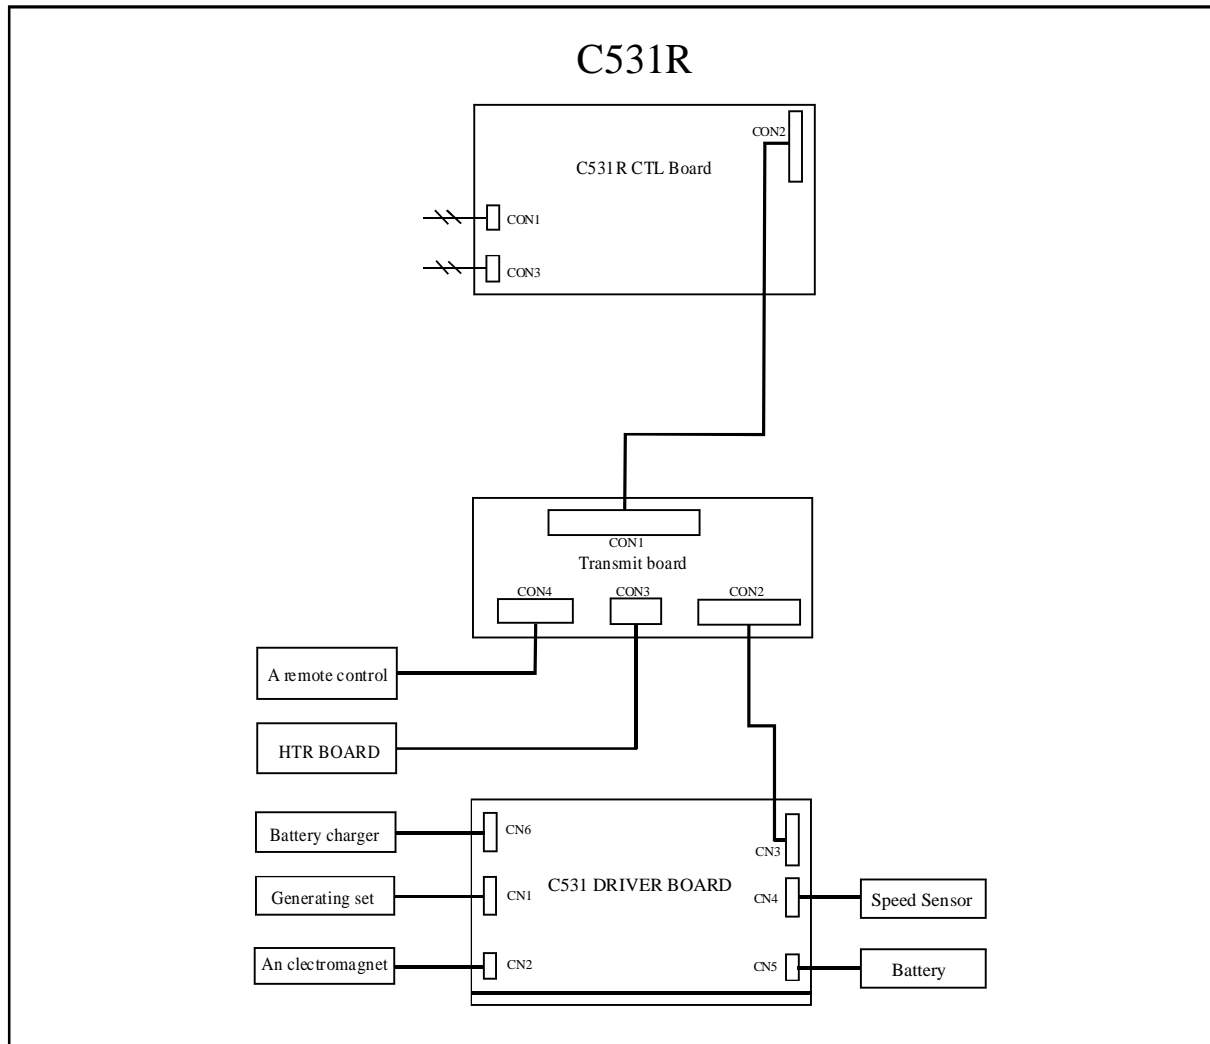 C531R
CON2
C531R CTL Board
CON1
CON3
CON1
Transmit board
CON4
CON3
CON2
A remote control
HTR BOARD
Battery charger
CN6
CN3
C531 DRIVER BOARD
Generating set
CN1
CN4
Speed Sensor
An clectromagnet
CN2
CN5
Battery